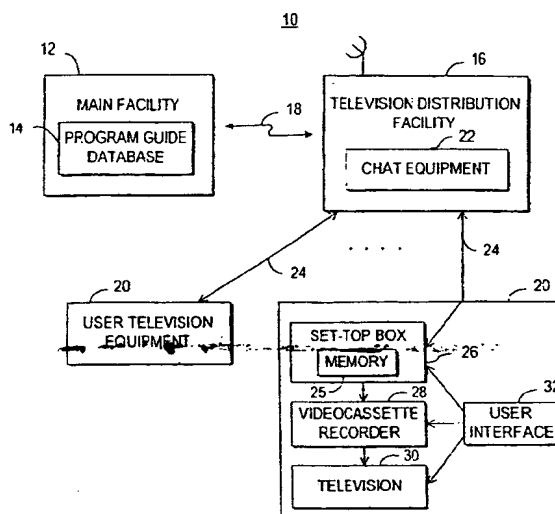 10
12
MAIN FACILITY
14
PROGRAM GUIDE
DATABASE
18
16
TELEVISION DISTRIBUTION
FACILITY
22
CHAT EQUIPMENT
24
24
20
USER TELEVISION
EQUIPMENT
20
SET-TOP BOX
MEMORY
25
26
28
VIDEOCASSETTE
RECORDER
32
USER
INTERFACE
30
TELEVISION